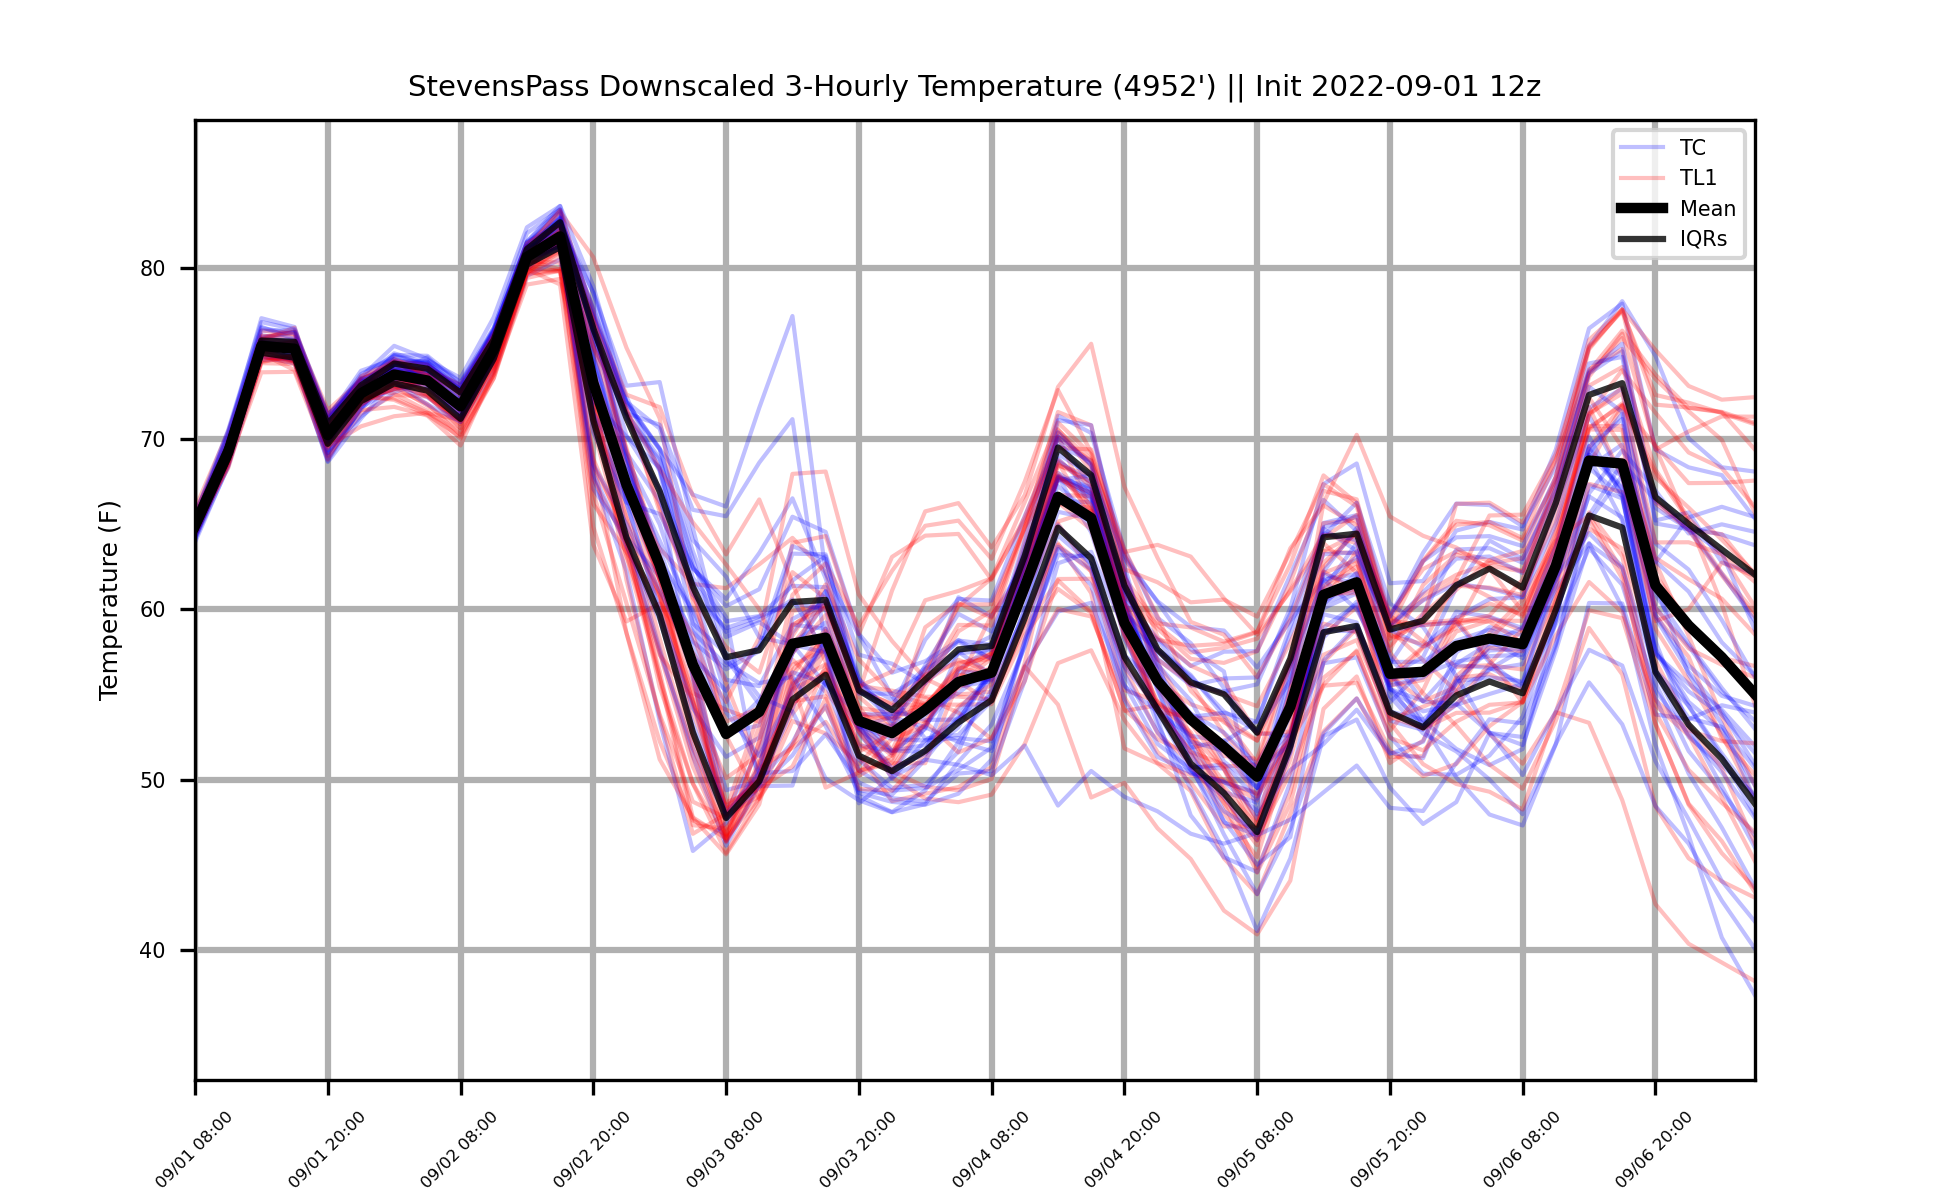 StevensPass Downscaled 3-Hourly Temperature (4952') || Init 2022-09-01 12z
TC
TL1
Mean
IQRs
Temperature (F)
80
70
60
50
40
09/01 08:00
09/01 20:00
09/02 08:00
09/02 20:00
09/03 08:00
09/03 20:00
09/04 08:00
09/04 20:00
09/05 08:00
09/05 20:00
09/06 08:00
09/06 20:00